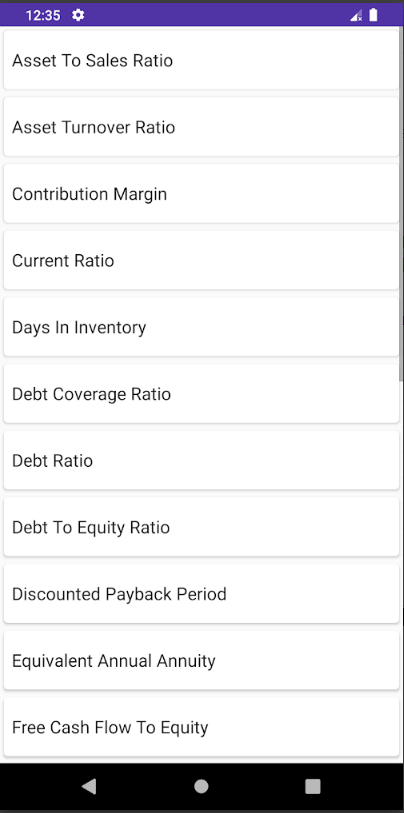 12:35
Asset To Sales Ratio
Asset Turnover Ratio
Contribution Margin
Current Ratio
Days In Inventory
Debt Coverage Ratio
Debt Ratio
Debt To Equity Ratio
Discounted Payback Period
Equivalent Annual Annuity
Free Cash Flow To Equity